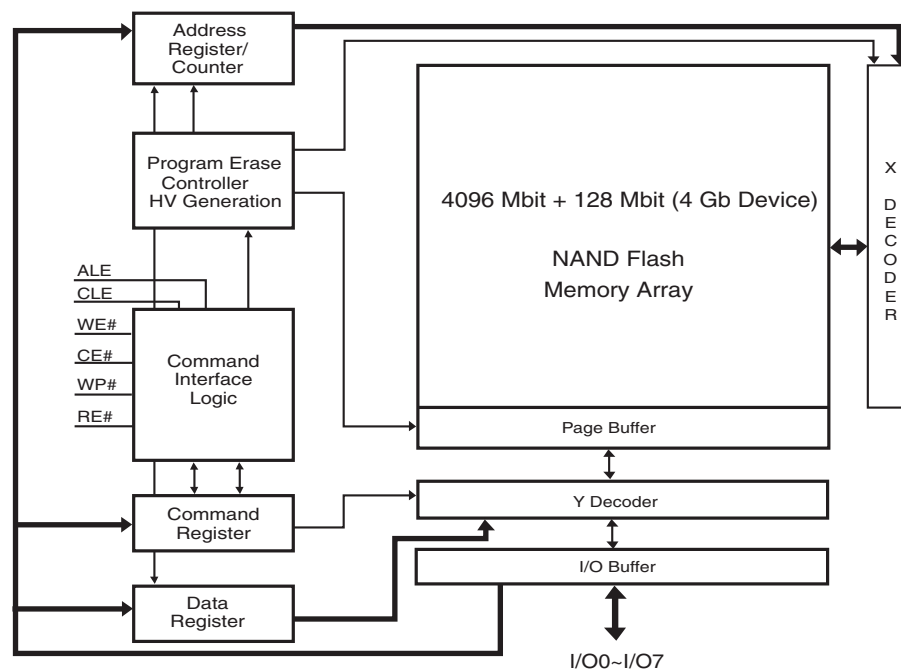 Address
Register/
Counter
Program Erase
Controller
HV Generation
ALE
CLE
WE#
CE#
WP#
RE#
Command
Interface
Logic
Command
Register
Data
Register
4096 Mbit + 128 Mbit (4 Gb Device)
NAND Flash
Memory Array
Page Buffer
Y Decoder
I/O Buffer
I/O0~I/O7
X
D
E
C
O
D
E
R